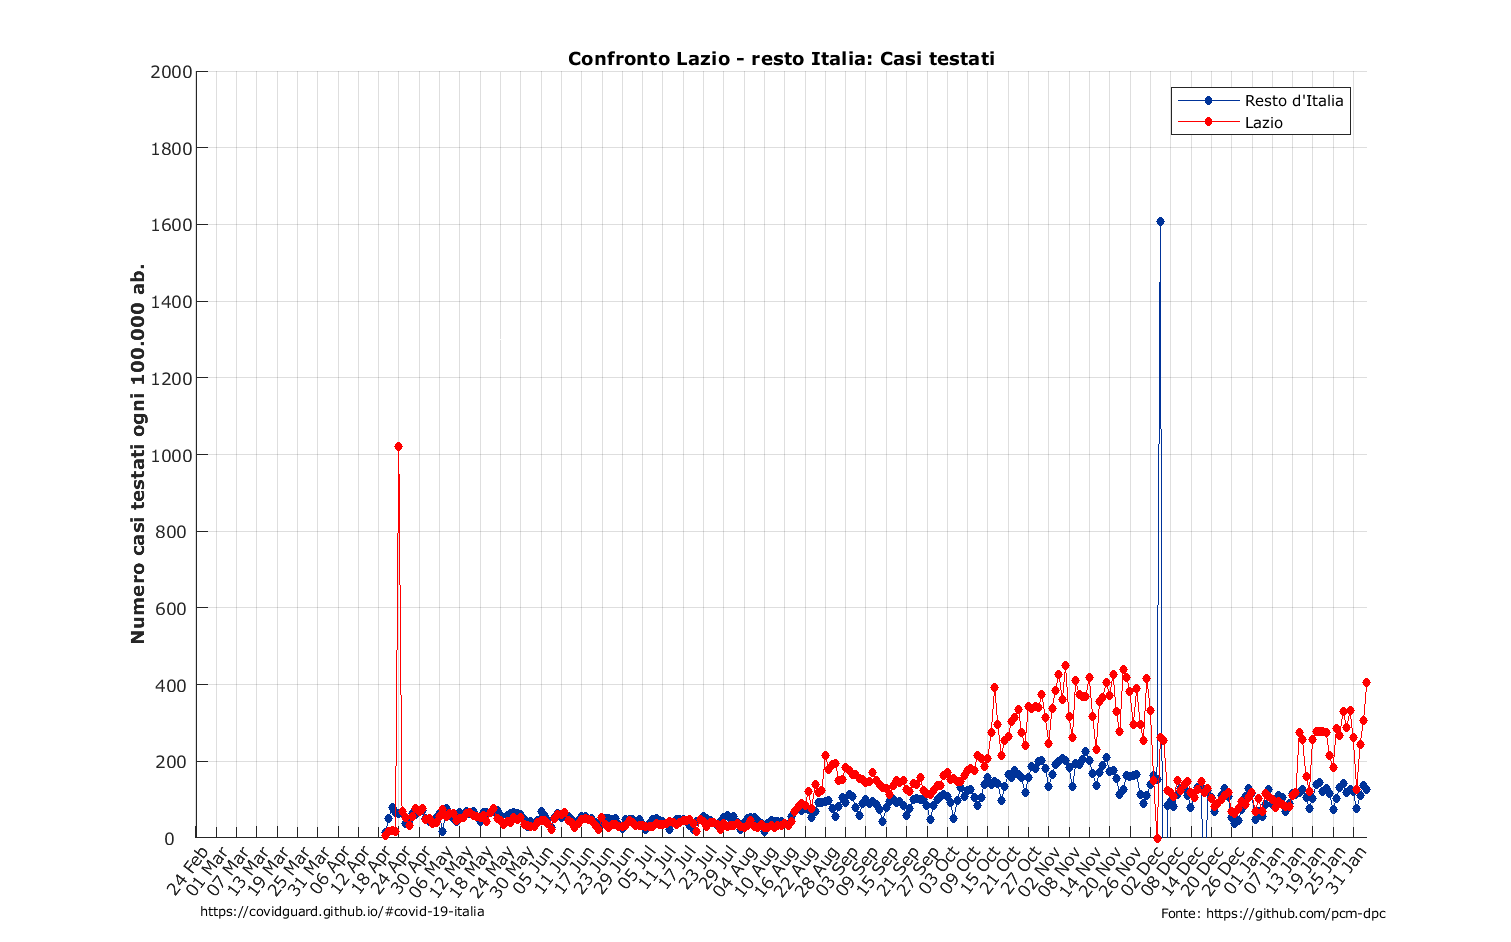 Confronto Lazio - resto Italia: Casi testati
Numero casi testati ogni 100.000 ab.
2000
1800
1600
1400
1200
1000
800
600
400
200
0
Resto d'Italia
Lazio
24 Feb
01 Mar
07 Mar
13 Mar
19 Mar
25 Mar
31 Mar
06 Apr
12 Apr
18 Apr
24 Apr
30 Apr
06 May
12 May
18 May
24 May
30 May
05 Jun
11 Jun
17 Jun
23 Jun
29 Jun
05 Jul
11 Jul
17 Jul
23 Jul
29 Jul
04 Aug
10 Aug
16 Aug
22 Aug
28 Aug
03 Sep
09 Sep
15 Sep
21 Sep
27 Sep
03 Oct
09 Oct
15 Oct
21 Oct
27 Oct
02 Nov
08 Nov
14 Nov
20 Nov
26 Nov
02 Dec
08 Dec
14 Dec
20 Dec
26 Dec
01 Jan
07 Jan
13 Jan
19 Jan
25 Jan
31 Jan
https://covidguard.github.io/#covid-19-italia
Fonte: https://github.com/pcm-dpc